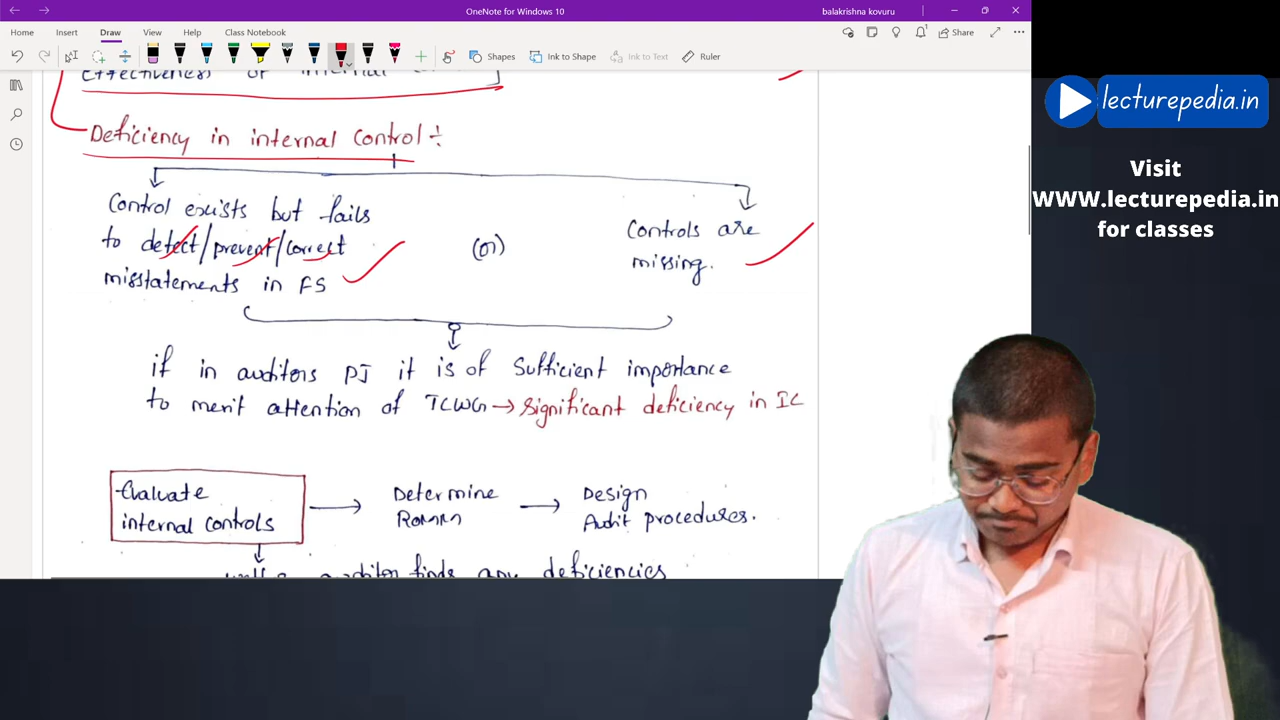 OneNote for Windows 10
balakrishna kovuru
Home Insert Draw View Help Class Notebook
Share
Shapes Ink to Shape Ink to Text Ruler
Effectiveness of internal
Deficiency in internal control :-
Control exists but fails
to detect/prevent/correct
misstatements in FS
(or)
Controls are
missing.
if in auditors PJ it is of Sufficient importance
to merit attention of TCWG → Significant deficiency in IC
Evaluate
internal controls
Determine
ROMM
Design
Audit procedures.
auditor finds any deficiencies
lecturepedia.in
Visit
WWW.lecturepedia.in
for classes